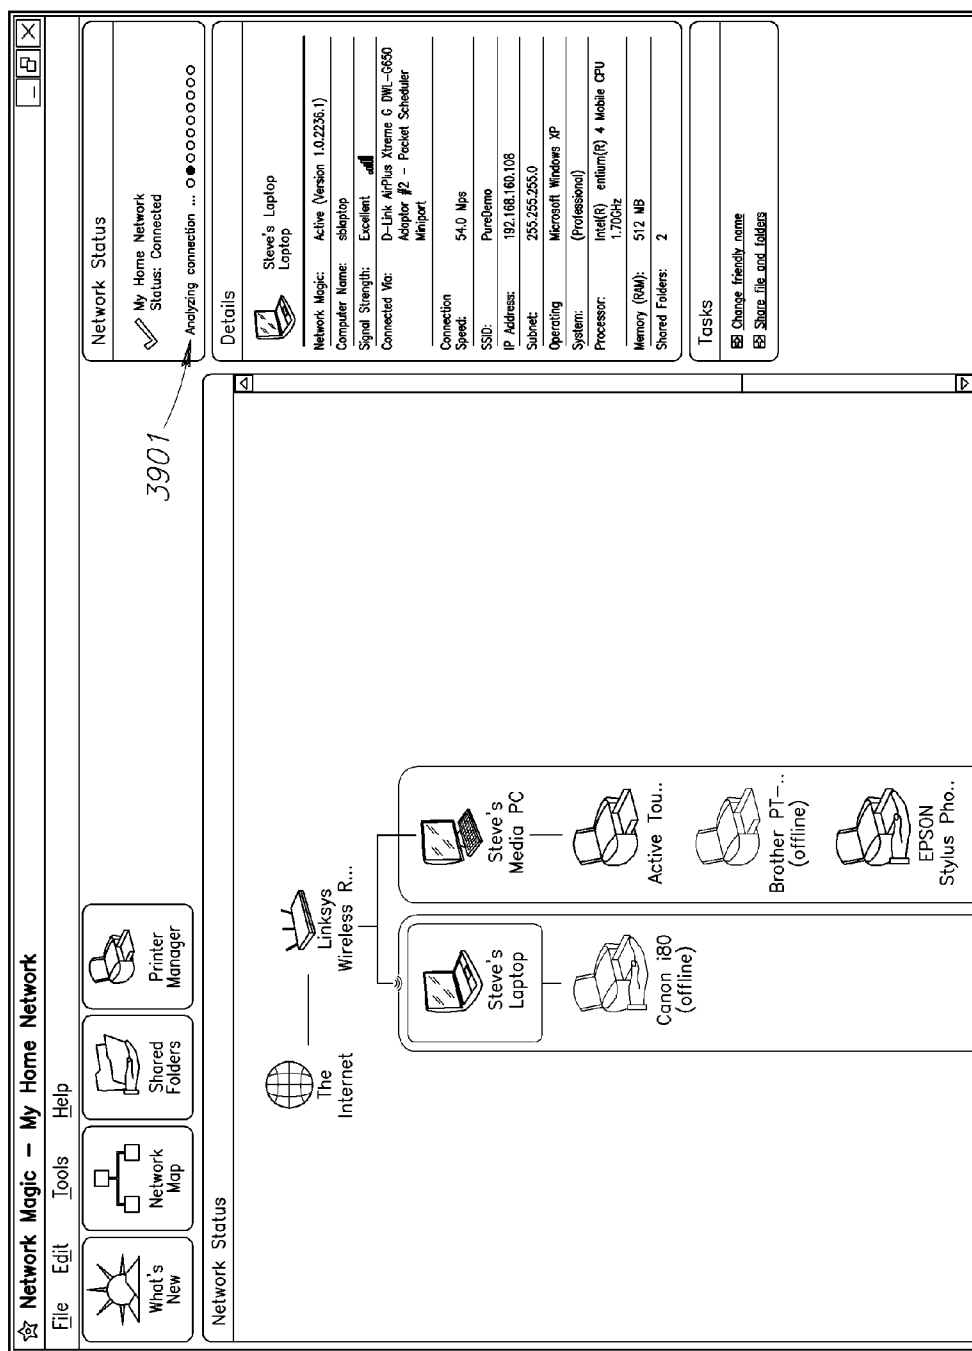 Network Magic – My Home Network
File Edit Tools Help
What's
New
Network
Map
Shared
Folders
Printer
Manager
Network Status
My Home Network
Status: Connected
Analyzing connection ...
3901
Network Status
The
Internet
Linksys
Wireless R...
Steve's
Laptop
Canon i80
(offline)
Steve's
Media PC
Active Tou..
Brother PT-..
(offline)
EPSON
Stylus Pho..
Details
Steve's Laptop
Laptop
Network Magic: Active (Version 1.0.2236.1)
Computer Name: sblaptop
Signal Strength: Excellent
Connected Via: D-Link AirPlus Xtreme G DWL-G650
Adaptor #2 - Packet Scheduler
Miniport
Connection
Speed: 54.0 Mps
SSID: PureDemo
IP Address: 192.168.160.108
Subnet: 255.255.255.0
Operating Microsoft Windows XP
System: (Professional)
Processor: Intel(R) entium(R) 4 Mobile CPU
1.70GHz
Memory (RAM): 512 MB
Shared Folders: 2
Tasks
Change friendly name
Share file and folders